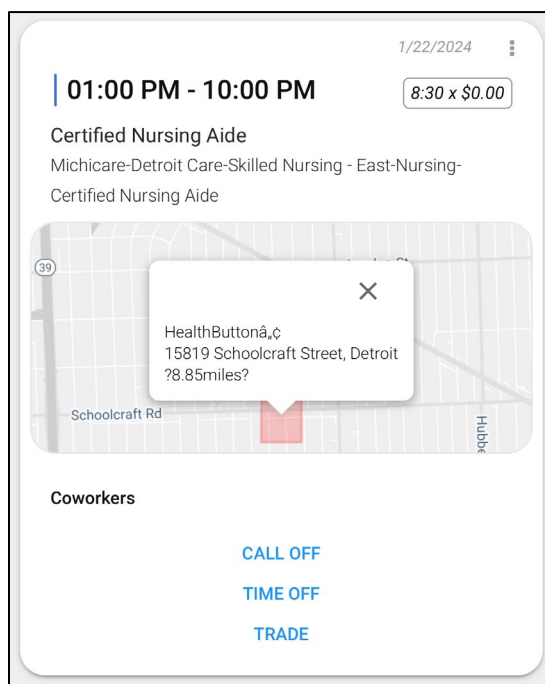 1/22/2024
01:00 PM - 10:00 PM
8:30 x $0.00
Certified Nursing Aide
Michicare-Detroit Care-Skilled Nursing - East-Nursing-
Certified Nursing Aide
39
HealthButtonâ„¢
15819 Schoolcraft Street, Detroit
?8.85miles?
Schoolcraft Rd
Hubbe
Coworkers
CALL OFF
TIME OFF
TRADE